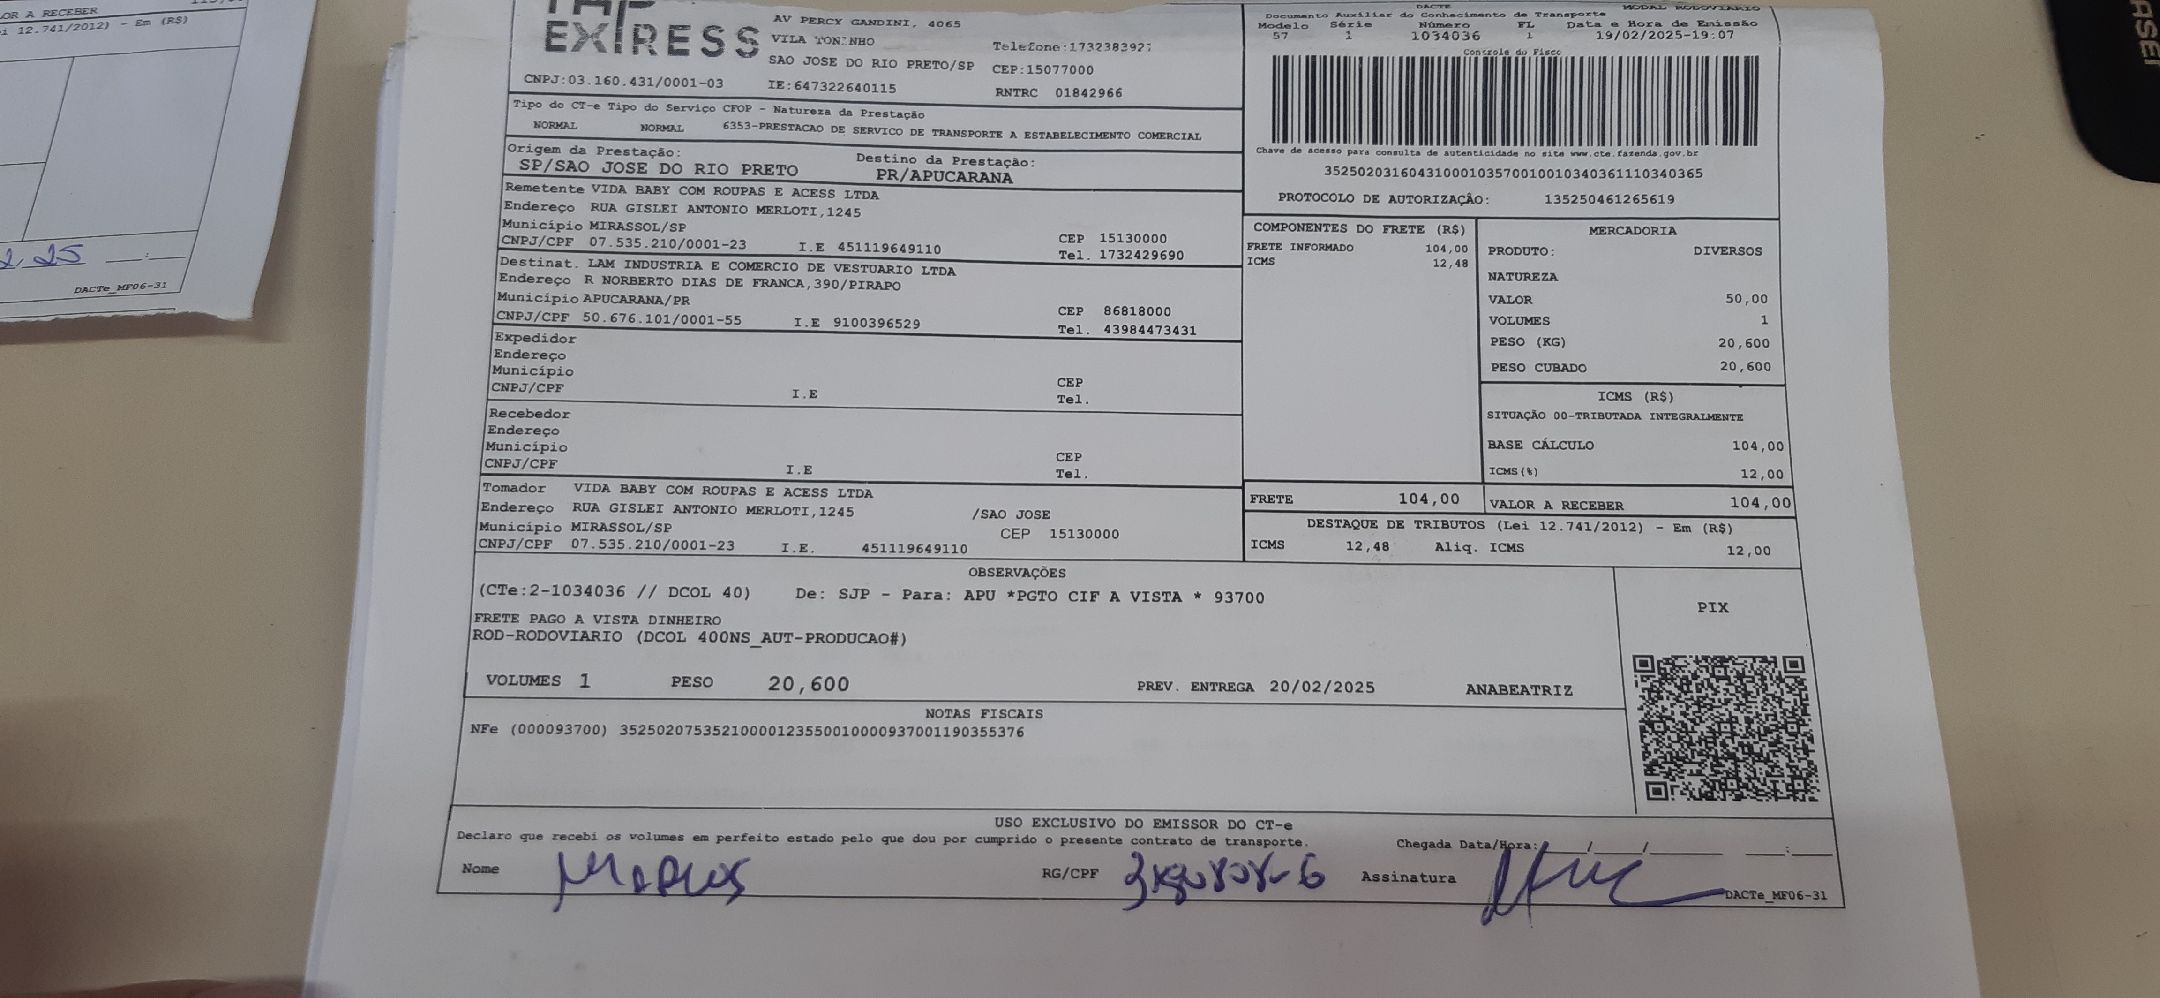 OR A RECEBER
i 12.741/2012) - Em (R$)
2.25
DACTe_MF06-31
EXPRESS
AV PERCY GANDINI, 4065
VILA TONINHO
SAO JOSE DO RIO PRETO/SP
Telefone:1732383927
CEP:15077000
CNPJ:03.160.431/0001-03
IE:647322640115
RNTRC 01842966
DACTE
MODAL RODOVIARIO
Documento Auxiliar do Conhecimento de Transporte
Modelo Série Número FL Data e Hora de Emissão
57 1 1034036 1 19/02/2025-19:07
Controle do Fisco
Chave de acesso para consulta de autenticidade no site www.cte.fazenda.gov.br
35250203160431000103570010010340361110340365
PROTOCOLO DE AUTORIZAÇÃO: 135250461265619
Tipo do CT-e Tipo do Serviço CFOP - Natureza da Prestação
NORMAL NORMAL 6353-PRESTACAO DE SERVICO DE TRANSPORTE A ESTABELECIMENTO COMERCIAL
Origem da Prestação: Destino da Prestação:
SP/SAO JOSE DO RIO PRETO PR/APUCARANA
Remetente VIDA BABY COM ROUPAS E ACESS LTDA
Endereço RUA GISLEI ANTONIO MERLOTI,1245
Município MIRASSOL/SP CEP 15130000
CNPJ/CPF 07.535.210/0001-23 I.E 451119649110 Tel. 1732429690
Destinat. LAM INDUSTRIA E COMERCIO DE VESTUARIO LTDA
Endereço R NORBERTO DIAS DE FRANCA,390/PIRAPO
Município APUCARANA/PR CEP 86818000
CNPJ/CPF 50.676.101/0001-55 I.E 9100396529 Tel. 43984473431
Expedidor
Endereço
Município CEP
CNPJ/CPF I.E Tel.
Recebedor
Endereço
Município CEP
CNPJ/CPF I.E Tel.
Tomador VIDA BABY COM ROUPAS E ACESS LTDA
Endereço RUA GISLEI ANTONIO MERLOTI,1245 /SAO JOSE
Município MIRASSOL/SP CEP 15130000
CNPJ/CPF 07.535.210/0001-23 I.E. 451119649110
COMPONENTES DO FRETE (R$)
FRETE INFORMADO 104,00
ICMS 12,48
MERCADORIA
PRODUTO: DIVERSOS
NATUREZA
VALOR 50,00
VOLUMES 1
PESO (KG) 20,600
PESO CUBADO 20,600
ICMS (R$)
SITUAÇÃO 00-TRIBUTADA INTEGRALMENTE
BASE CÁLCULO 104,00
ICMS(%) 12,00
FRETE 104,00 VALOR A RECEBER 104,00
DESTAQUE DE TRIBUTOS (Lei 12.741/2012) - Em (R$)
ICMS 12,48 Aliq. ICMS 12,00
OBSERVAÇÕES
(CTe:2-1034036 // DCOL 40) De: SJP - Para: APU *PGTO CIF A VISTA * 93700
FRETE PAGO A VISTA DINHEIRO
ROD-RODOVIARIO (DCOL 400NS_AUT-PRODUCAO#)
VOLUMES 1 PESO 20,600 PREV. ENTREGA 20/02/2025 ANABEATRIZ
PIX
NOTAS FISCAIS
NFe (000093700) 35250207535210000123550010000937001190355376
USO EXCLUSIVO DO EMISSOR DO CT-e
Declaro que recebi os volumes em perfeito estado pelo que dou por cumprido o presente contrato de transporte.
Chegada Data/Hora: / / :
Nome Marcus RG/CPF Assinatura
DACTe_MF06-31